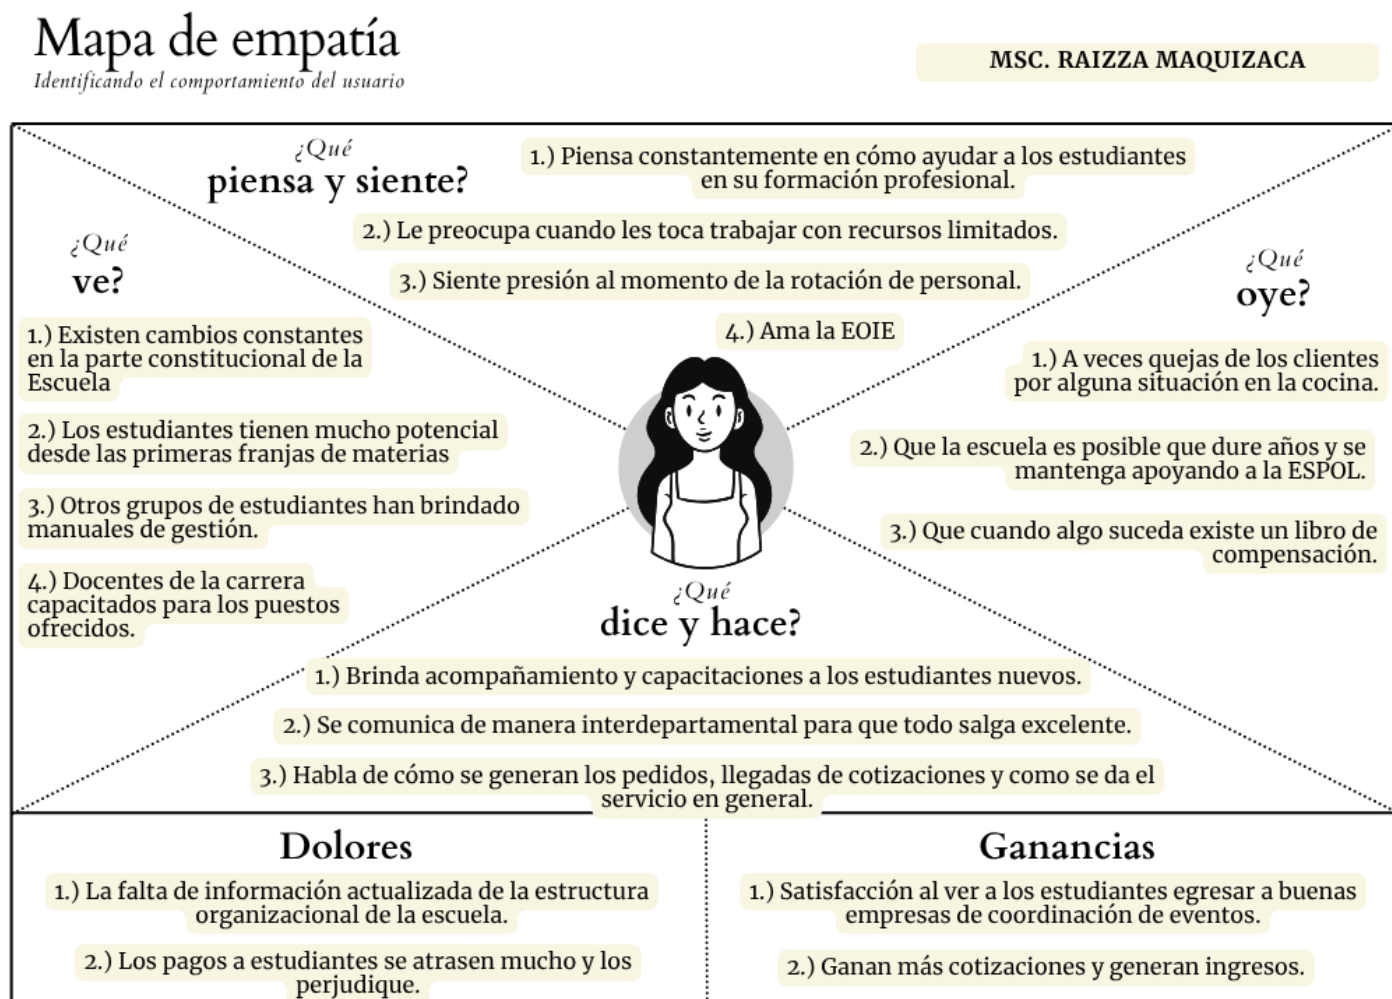 Mapa de empatía
Identificando el comportamiento del usuario
MSC. RAIZZA MAQUIZACA
¿Qué
piensa y siente?
1.) Piensa constantemente en cómo ayudar a los estudiantes
en su formación profesional.
2.) Le preocupa cuando les toca trabajar con recursos limitados.
3.) Siente presión al momento de la rotación de personal.
4.) Ama la EOIE
¿Qué
ve?
1.) Existen cambios constantes
en la parte constitucional de la
Escuela
2.) Los estudiantes tienen mucho potencial
desde las primeras franjas de materias
3.) Otros grupos de estudiantes han brindado
manuales de gestión.
4.) Docentes de la carrera
capacitados para los puestos
ofrecidos.
¿Qué
oye?
1.) A veces quejas de los clientes
por alguna situación en la cocina.
2.) Que la escuela es posible que dure años y se
mantenga apoyando a la ESPOL.
3.) Que cuando algo suceda existe un libro de
compensación.
¿Qué
dice y hace?
1.) Brinda acompañamiento y capacitaciones a los estudiantes nuevos.
2.) Se comunica de manera interdepartamental para que todo salga excelente.
3.) Habla de cómo se generan los pedidos, llegadas de cotizaciones y como se da el
servicio en general.
Dolores
1.) La falta de información actualizada de la estructura
organizacional de la escuela.
2.) Los pagos a estudiantes se atrasen mucho y los
perjudique.
Ganancias
1.) Satisfacción al ver a los estudiantes egresar a buenas
empresas de coordinación de eventos.
2.) Ganan más cotizaciones y generan ingresos.